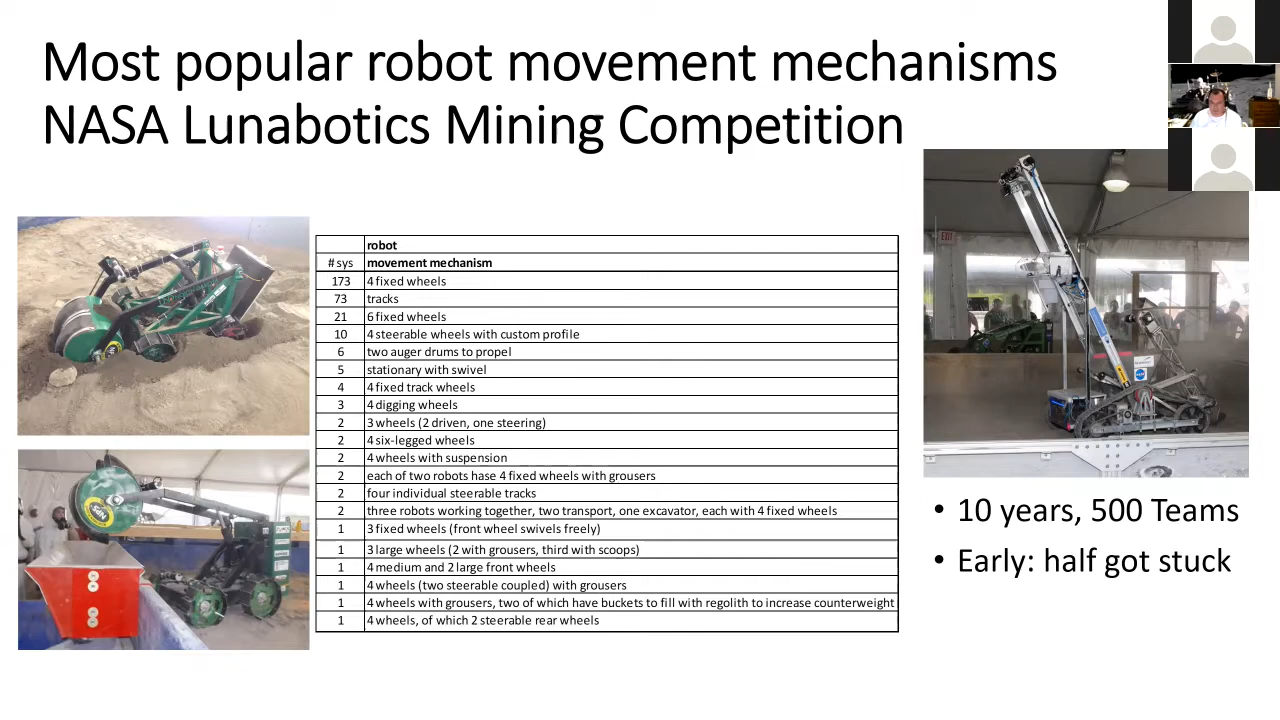 Most popular robot movement mechanisms
NASA Lunabotics Mining Competition
robot
# sys movement mechanism
173 4 fixed wheels
73 tracks
21 6 fixed wheels
10 4 steerable wheels with custom profile
6 two auger drums to propel
5 stationary with swivel
4 4 fixed track wheels
3 4 digging wheels
2 3 wheels (2 driven, one steering)
2 4 six-legged wheels
2 4 wheels with suspension
2 each of two robots hase 4 fixed wheels with grousers
2 four individual steerable tracks
2 three robots working together, two transport, one excavator, each with 4 fixed wheels
1 3 fixed wheels (front wheel swivels freely)
1 3 large wheels (2 with grousers, third with scoops)
1 4 medium and 2 large front wheels
1 4 wheels (two steerable coupled) with grousers
1 4 wheels with grousers, two of which have buckets to fill with regolith to increase counterweight
1 4 wheels, of which 2 steerable rear wheels
EXIT
• 10 years, 500 Teams
• Early: half got stuck